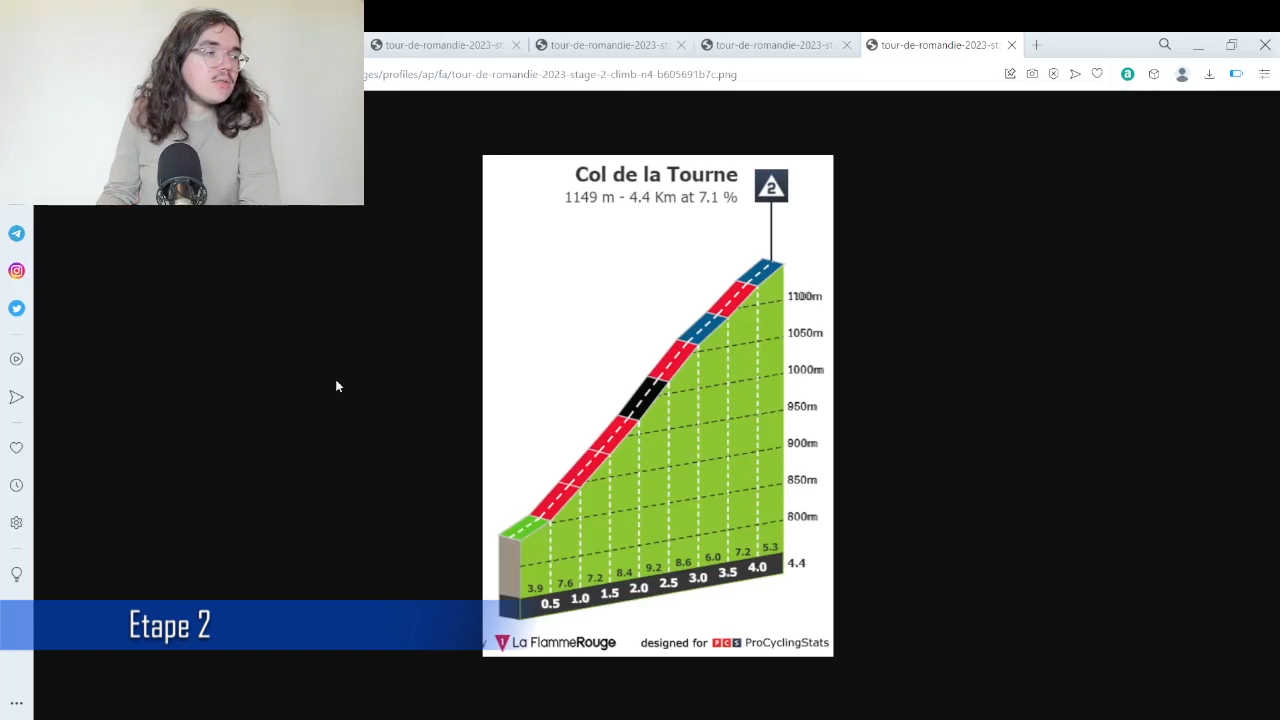 tour-de-romandie-2023-st
tour-de-romandie-2023-st
tour-de-romandie-2023-st
tour-de-romandie-2023-st
ges/profiles/ap/fa/tour-de-romandie-2023-stage-2-climb-n4-b605691b7c.png
a
Col de la Tourne
1149 m - 4.4 Km at 7.1 %
2
1100m
1050m
1000m
950m
900m
850m
800m
3.9 7.6 7.2 8.4 9.2 8.6 6.0 7.2 5.3
0.5 1.0 1.5 2.0 2.5 3.0 3.5 4.0 4.4
y La FlammeRouge designed for PCS ProCyclingStats
Etape 2